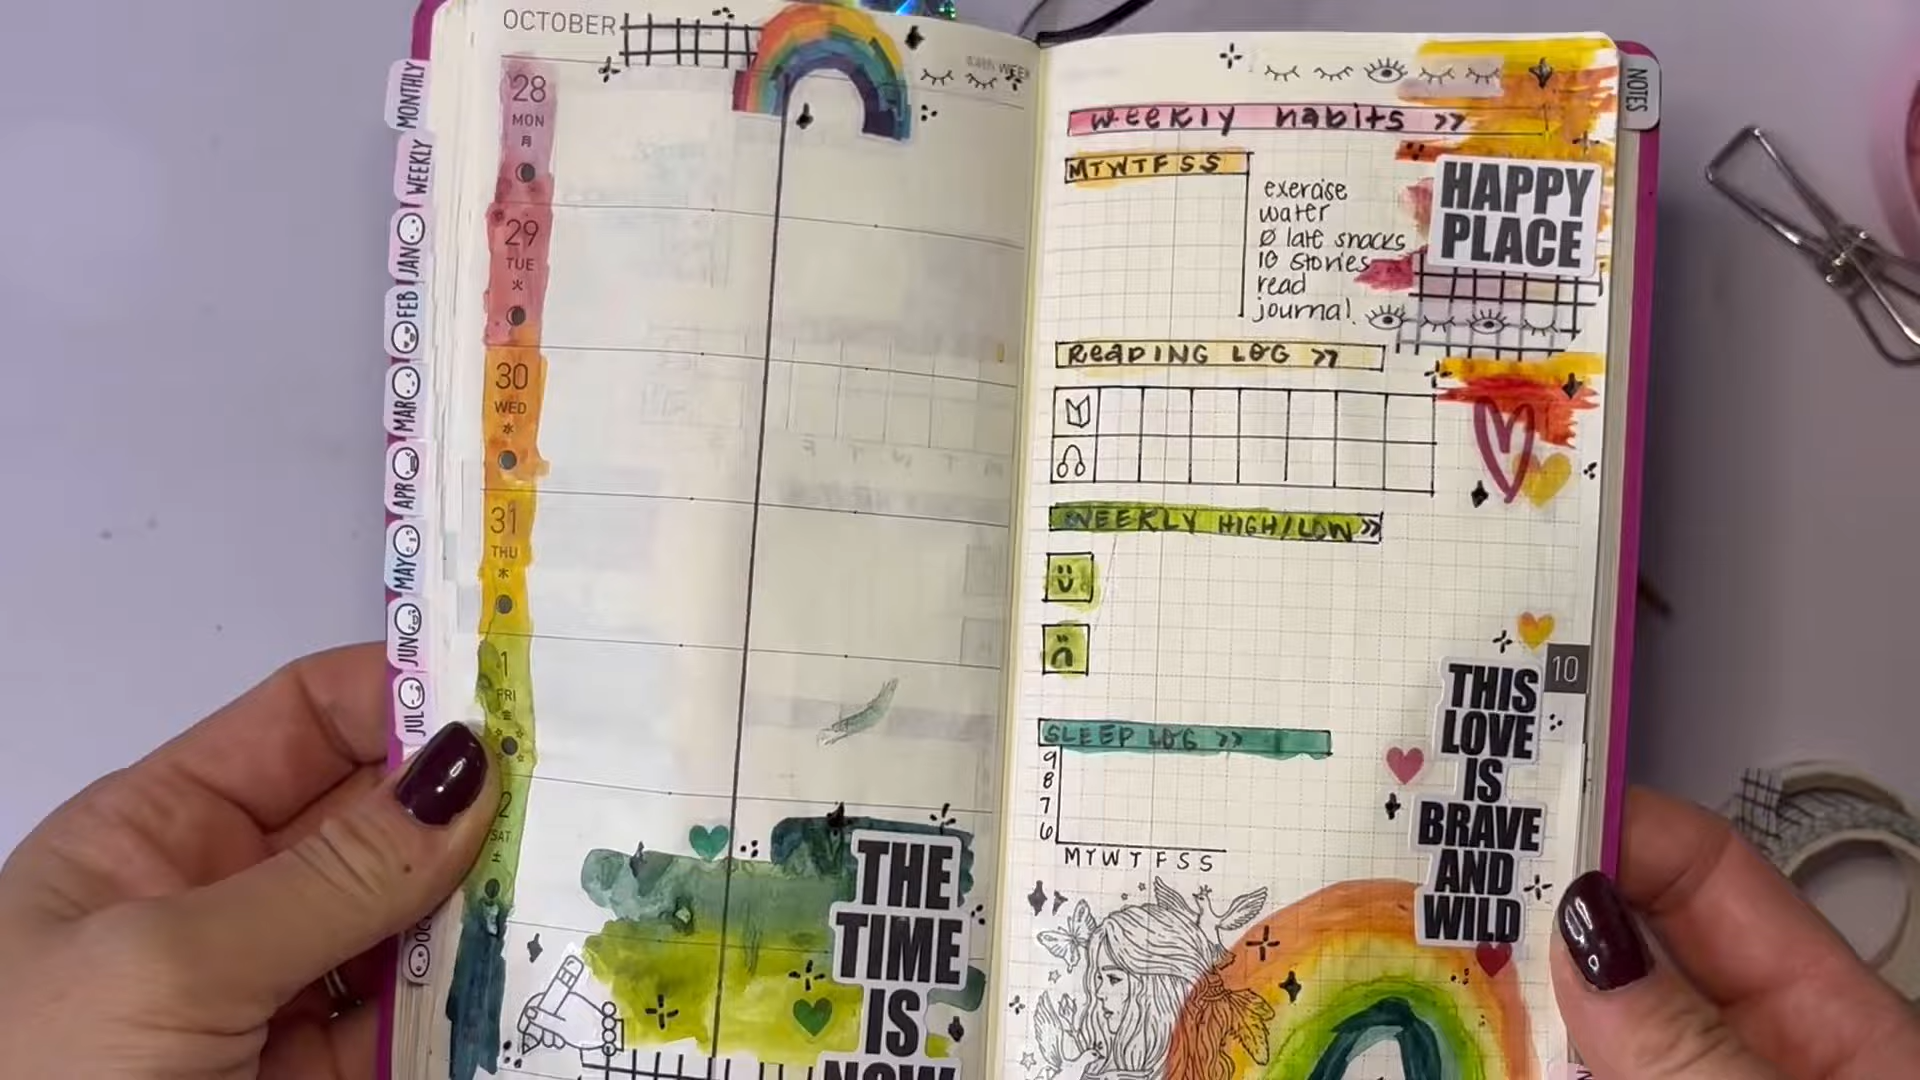 OCTOBER
28
MON
月
29
TUE
火
30
WED
水
31
THU
木
1
FRI
金
2
SAT
土
THE
TIME
IS
NOW
MONTHLY
WEEKLY
JAN
FEB
MAR
APR
MAY
JUN
JUL
OC
WEEK
NOTES
weekly habits >>
MTWTFSS
exercise
water
Ø late snacks
10 stories
read
journal.
HAPPY
PLACE
ReaDING LOG >>
WEEKLY HIGH/LOW >>
10
SLEEP LOG >>
9
8
7
6
MTWTFSS
THIS
LOVE
IS
BRAVE
AND
WILD